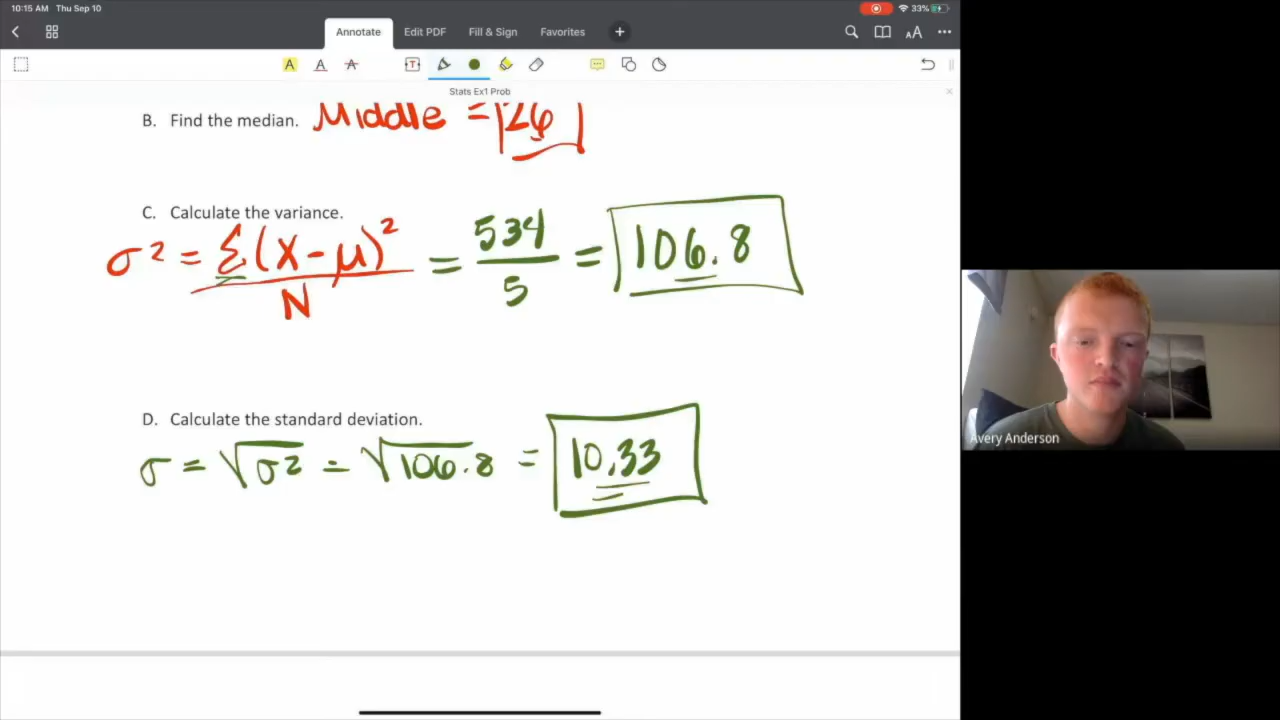 10:15 AM Thu Sep 10 33%
Annotate Edit PDF Fill & Sign Favorites
Stats Ex1 Prob
B. Find the median. Middle = 26
C. Calculate the variance.
σ² = Σ(X-μ)² / N = 534 / 5 = 106.8
D. Calculate the standard deviation.
σ = √σ² = √106.8 = 10.33
Avery Anderson